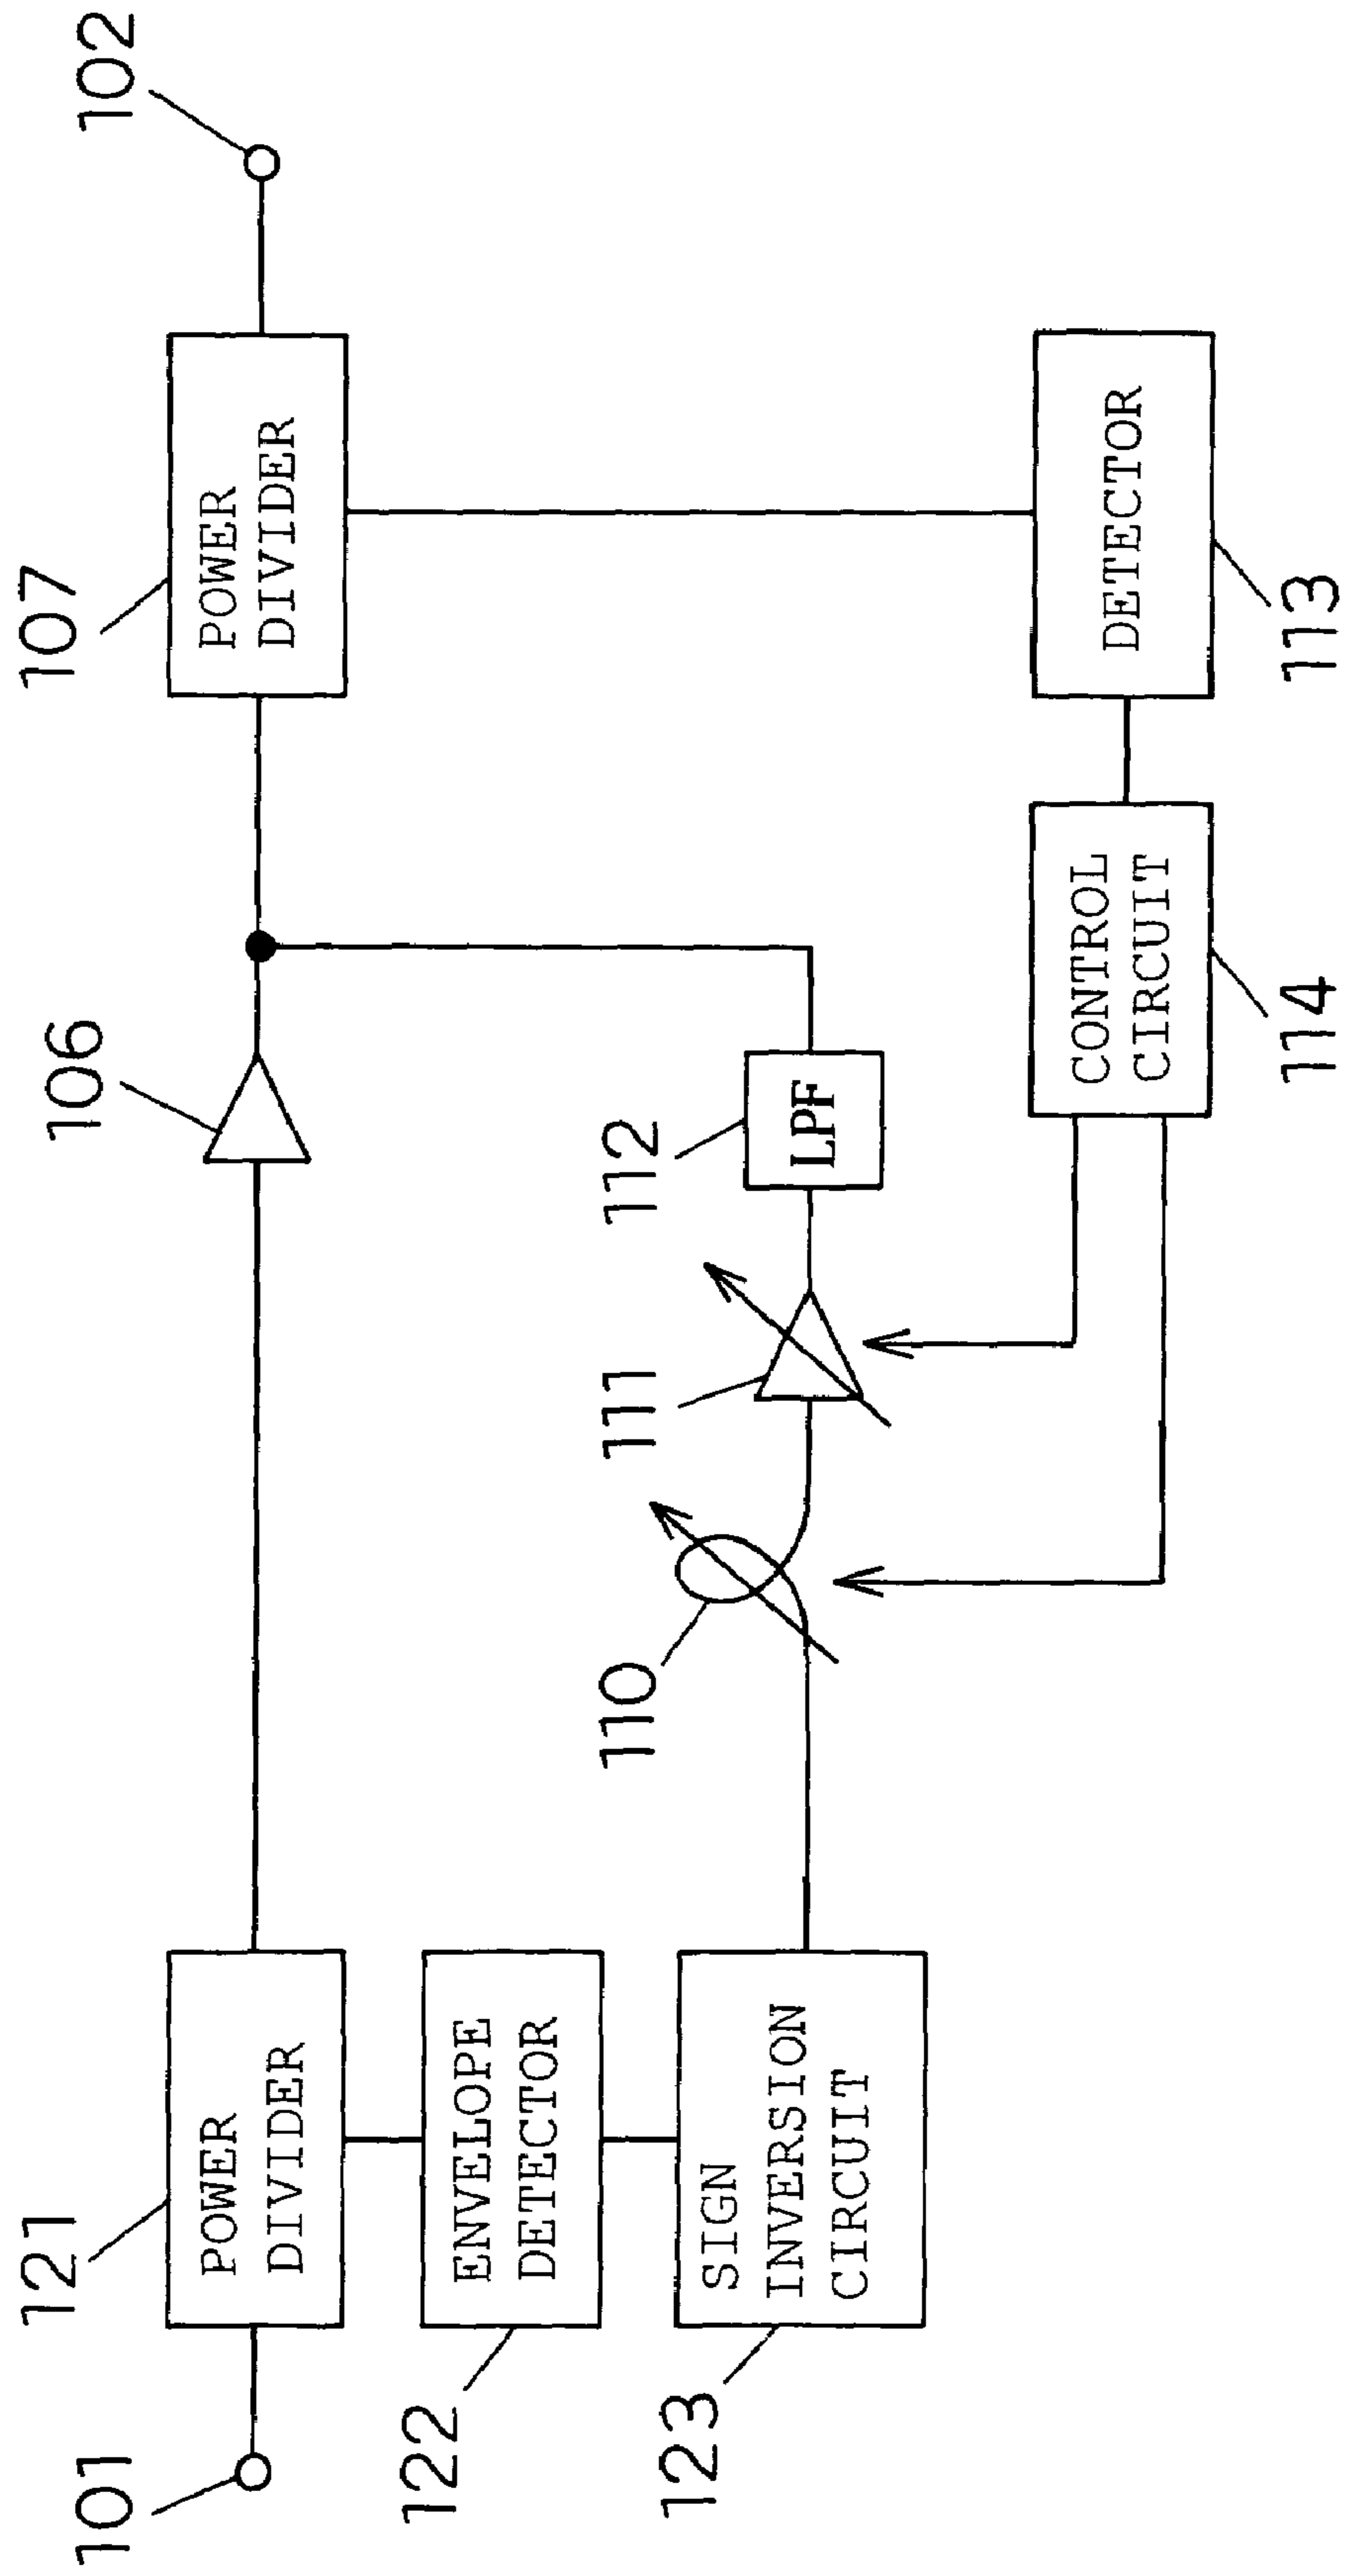 101
121
POWER
DIVIDER
106
107
POWER
DIVIDER
102
122
ENVELOPE
DETECTOR
123
SIGN
INVERSION
CIRCUIT
110
111
112
LPF
CONTROL
CIRCUIT
114
DETECTOR
113